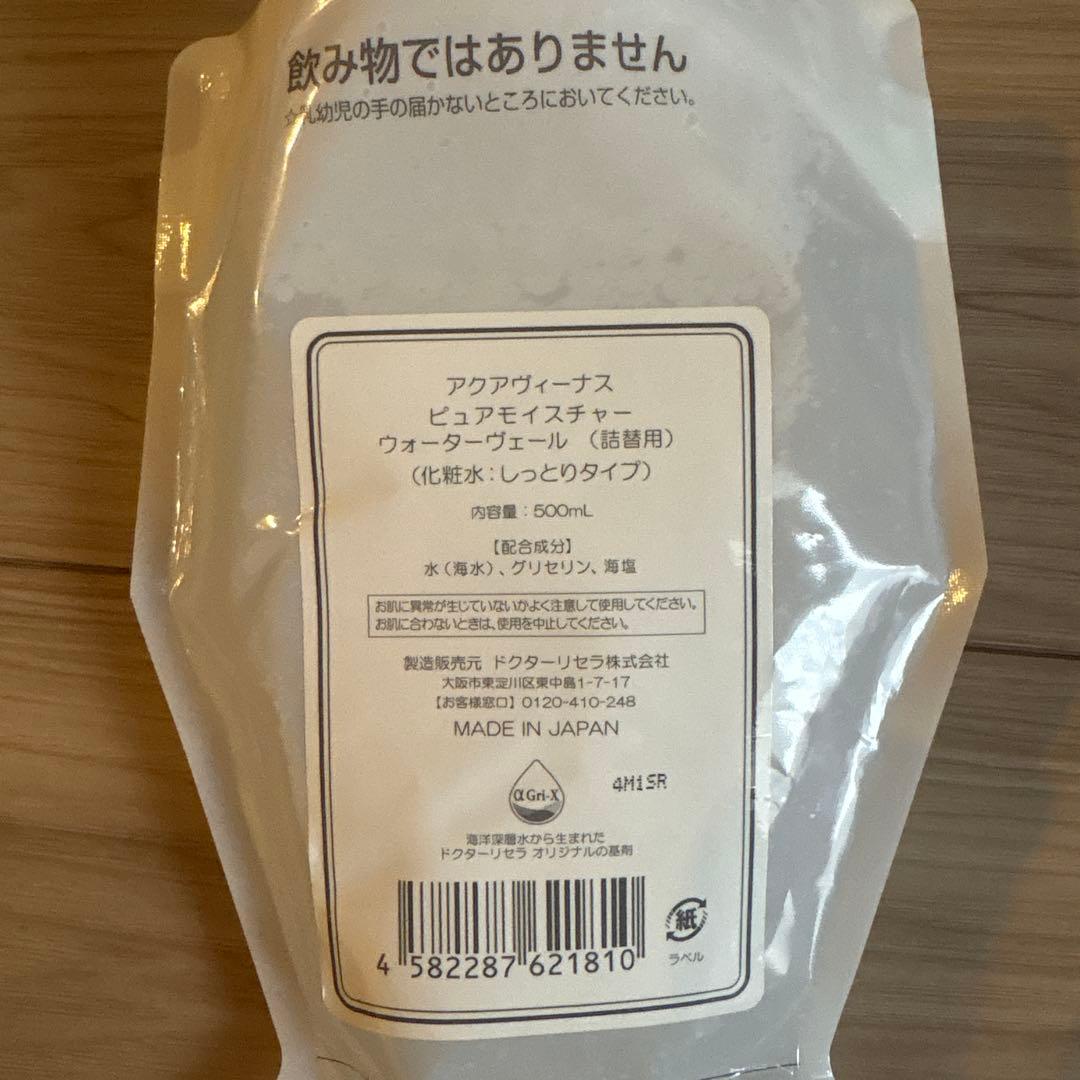 飲み物ではありません
☆乳幼児の手の届かないところにおいてください。
アクアヴィーナス
ピュアモイスチャー
ウォーターヴェール （詰替用）
（化粧水：しっとりタイプ）
内容量：500mL
【配合成分】
水（海水）、グリセリン、海塩
お肌に異常が生じていないかよく注意して使用してください。
お肌に合わないときは、使用を中止してください。
製造販売元 ドクターリセラ株式会社
大阪市東淀川区東中島1-7-17
【お客様窓口】0120-410-248
MADE IN JAPAN
αGri-X
4M1SR
海洋深層水から生まれた
ドクターリセラ オリジナルの基剤
4 582287 621810
紙
ラベル